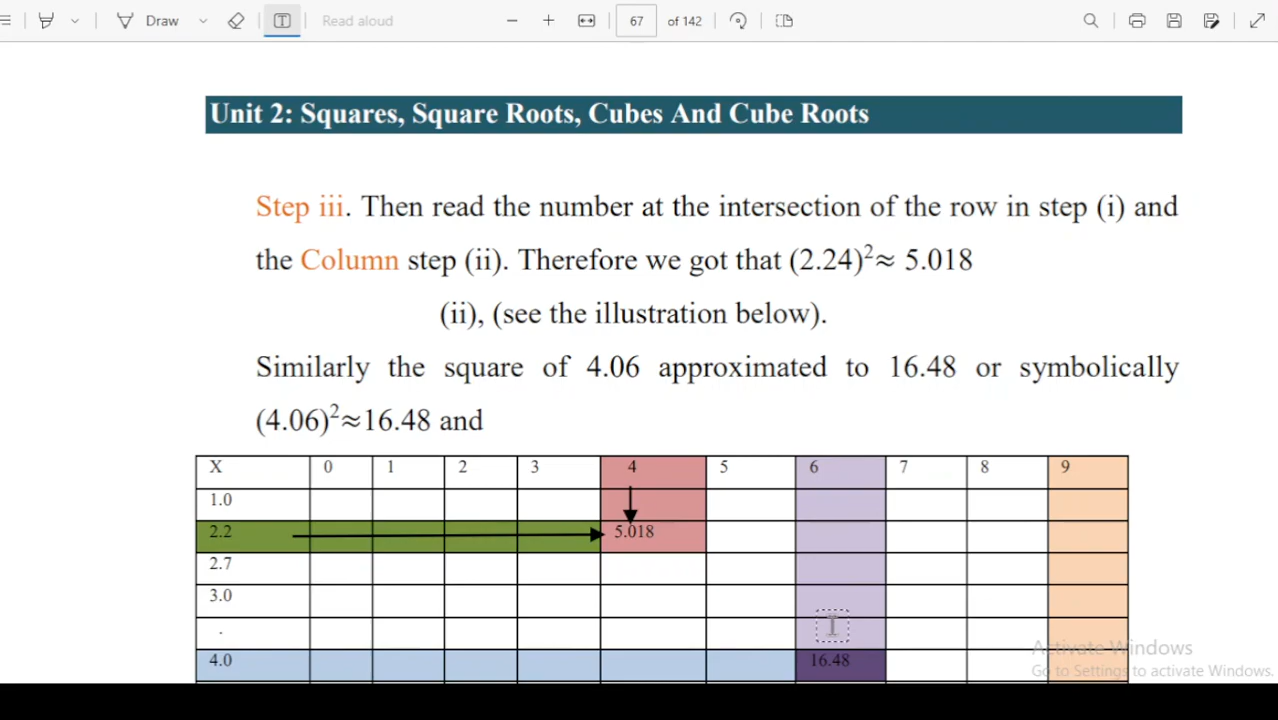 Draw
Read aloud
67 of 142
Unit 2: Squares, Square Roots, Cubes And Cube Roots
Step iii. Then read the number at the intersection of the row in step (i) and
the Column step (ii). Therefore we got that (2.24)²≈ 5.018
(ii), (see the illustration below).
Similarly the square of 4.06 approximated to 16.48 or symbolically
(4.06)²≈16.48 and
X 0 1 2 3 4 5 6 7 8 9
1.0
2.2 5.018
2.7
3.0
.
4.0 16.48
Activate Windows
Go to Settings to activate Windows.